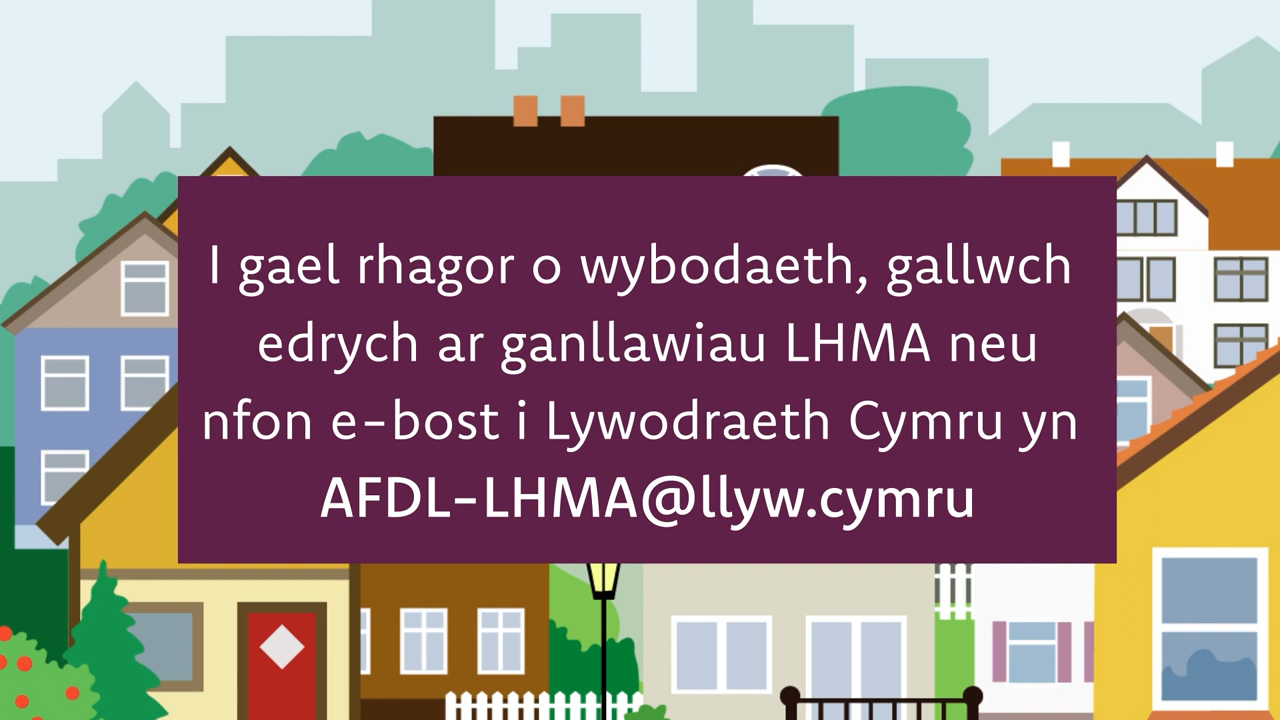 I gael rhagor o wybodaeth, gallwch
edrych ar ganllawiau LHMA neu
nfon e-bost i Lywodraeth Cymru yn
AFDL-LHMA@llyw.cymru